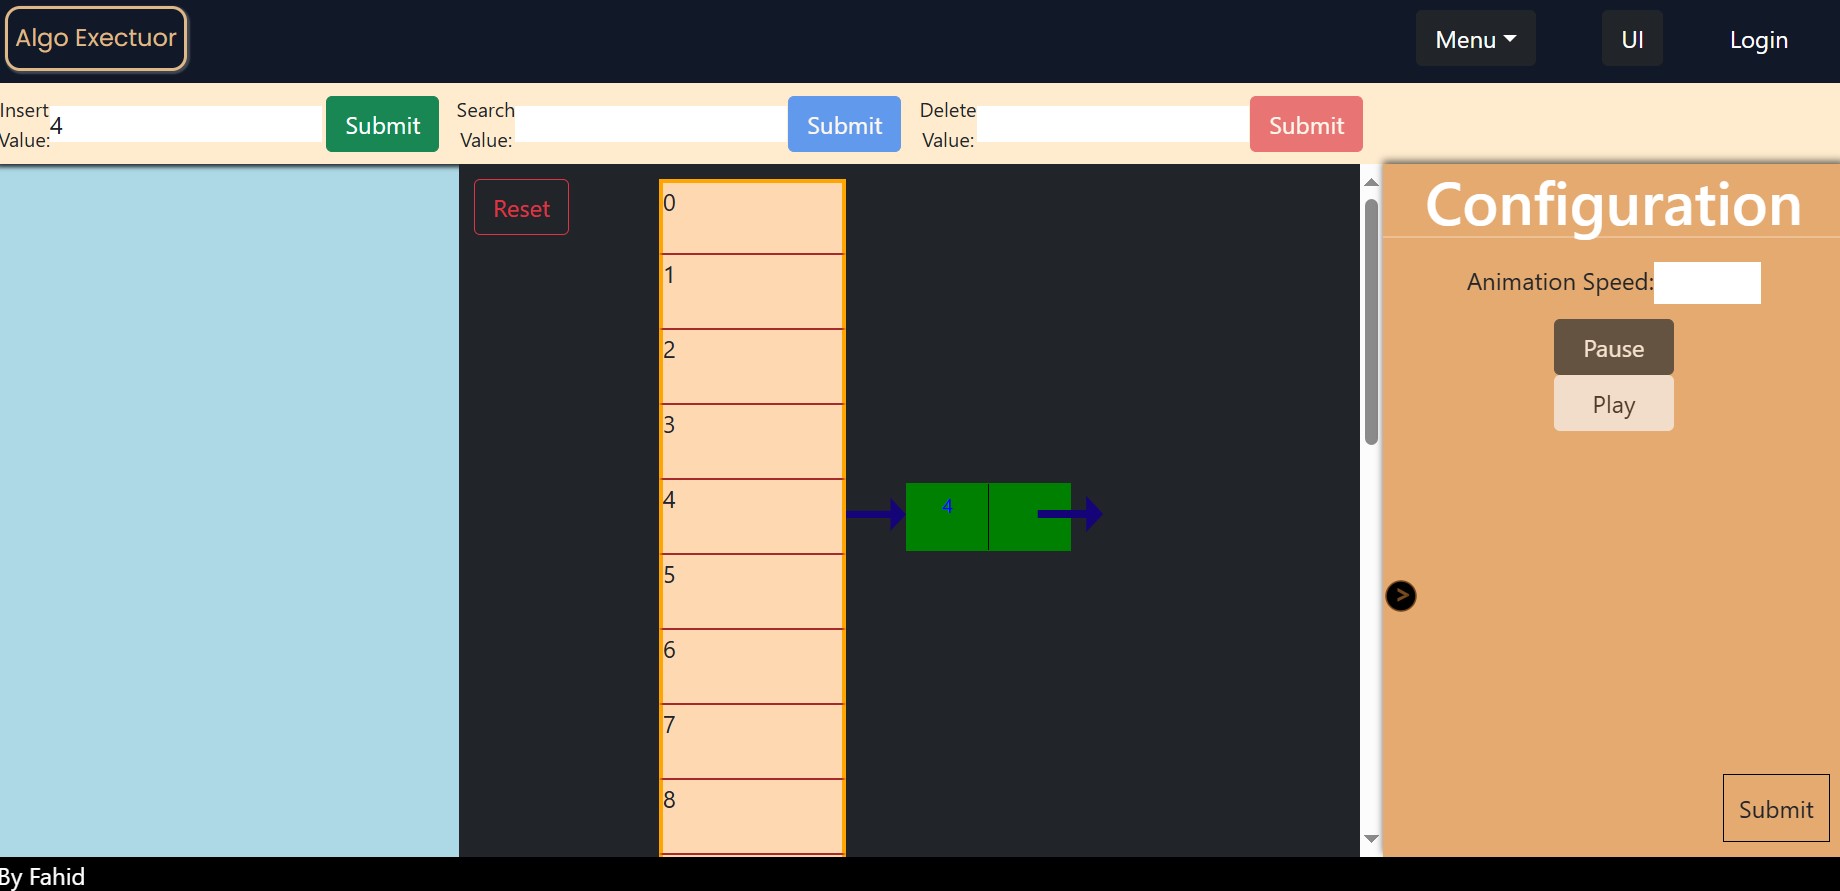 Algo Exectuor
Menu
UI
Login
Insert
Value:
4
Submit
Search
Value:
Submit
Delete
Value:
Submit
Reset
0
1
2
3
4
4
5
6
7
8
Configuration
Animation Speed:
Pause
Play
>
Submit
By Fahid